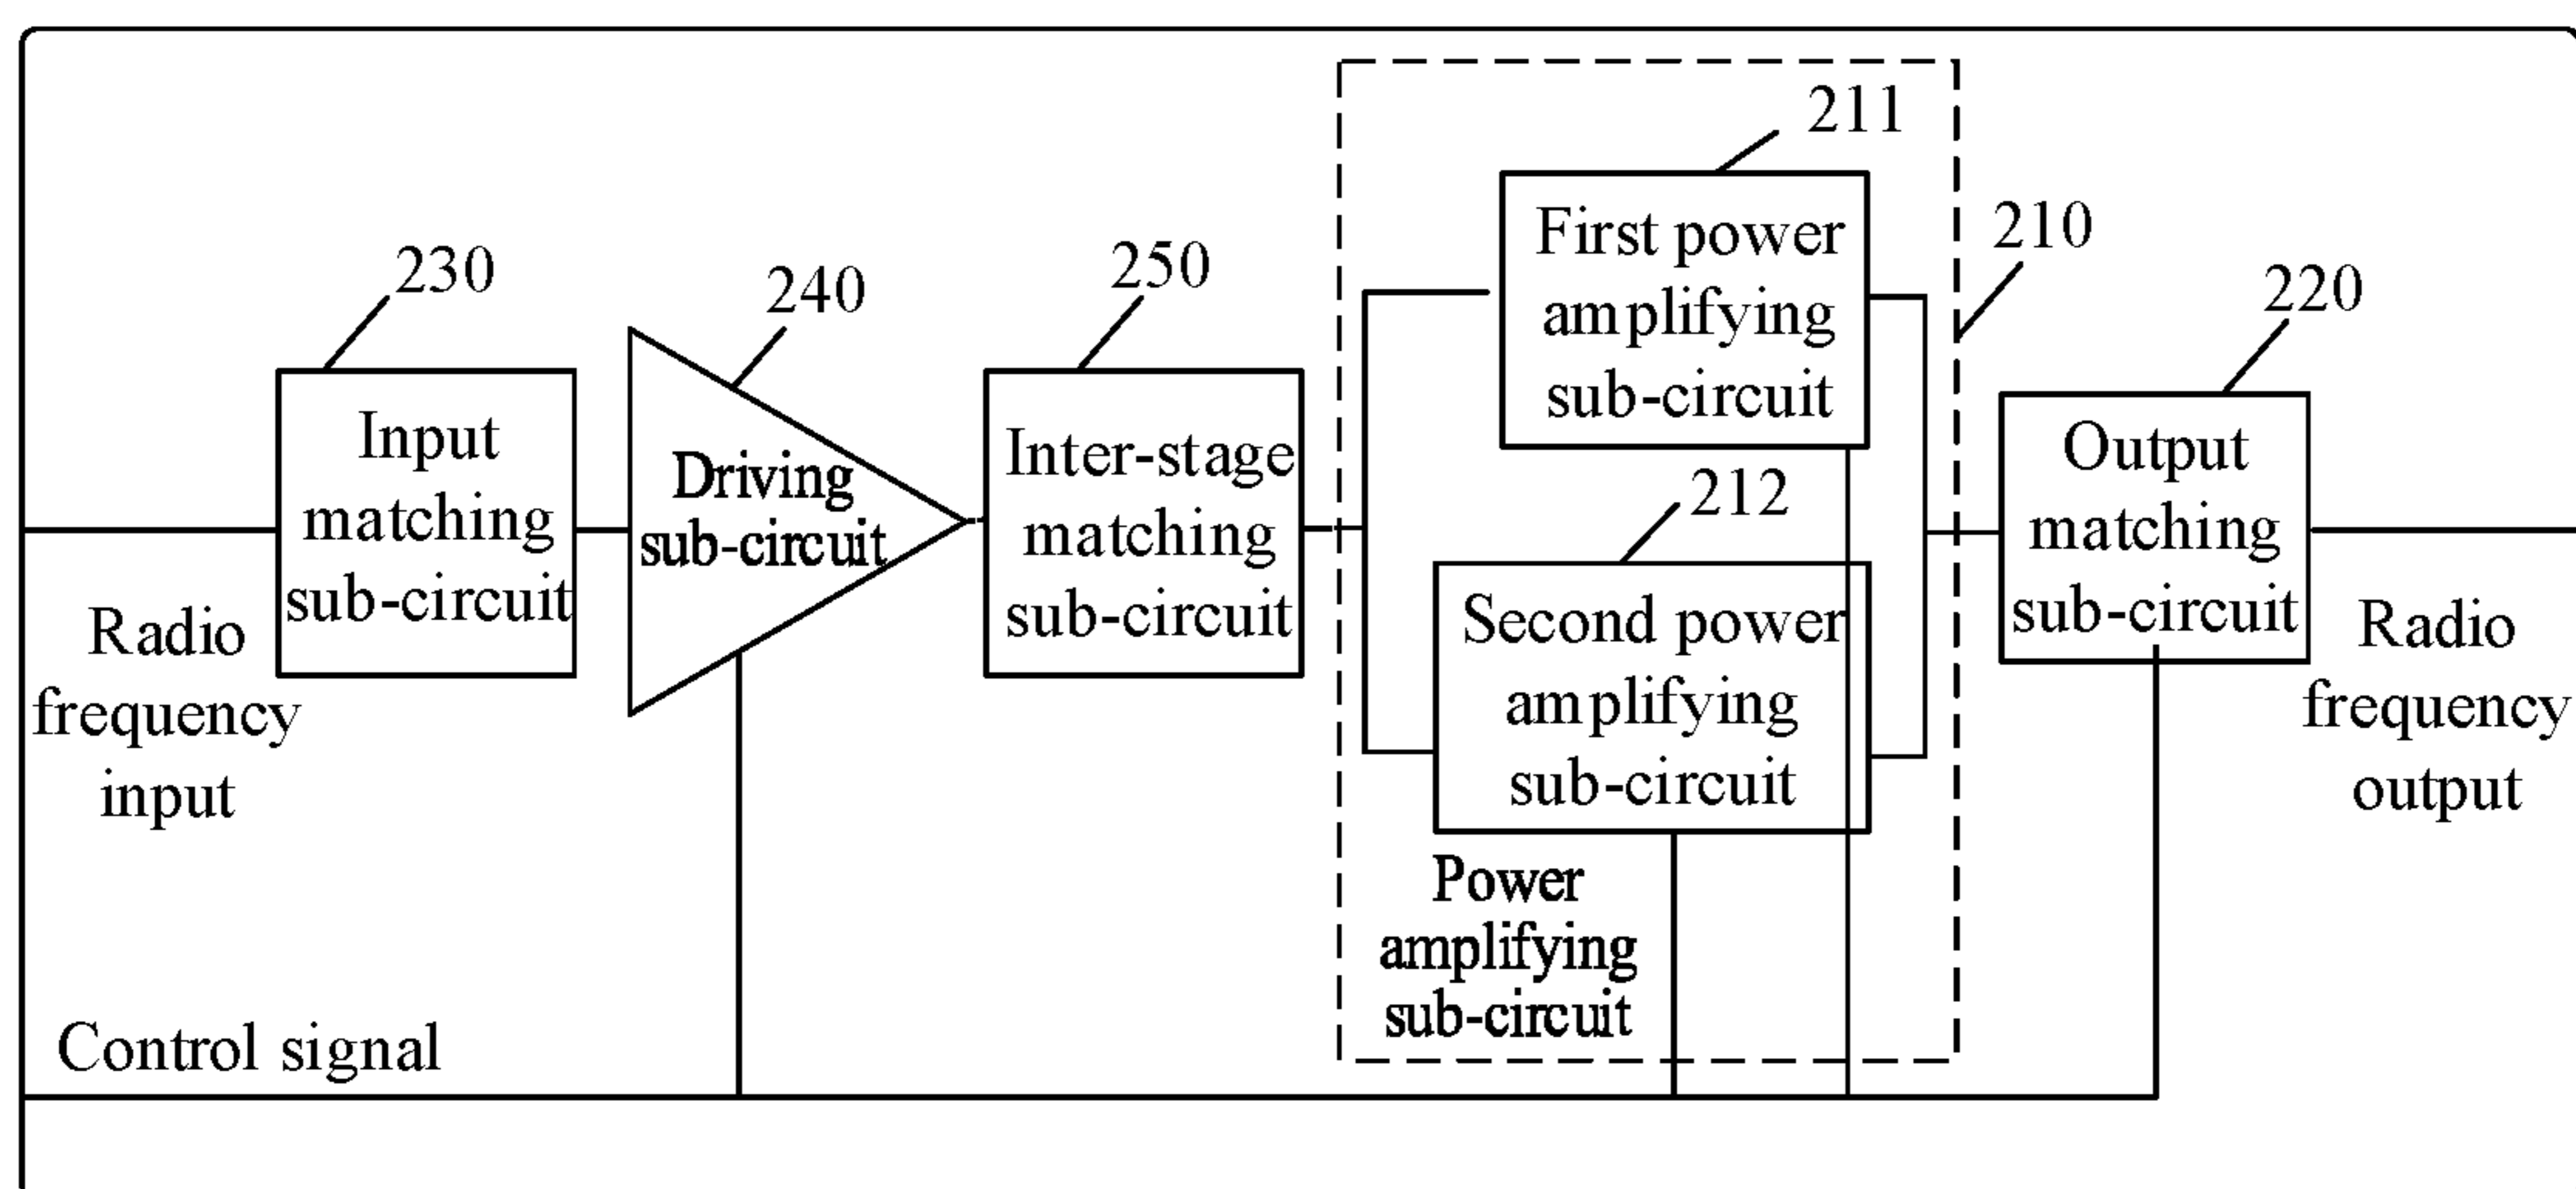 211
First power
amplifying
sub-circuit
210
230
240
250
220
Input
matching
sub-circuit
Driving
sub-circuit
Inter-stage
matching
sub-circuit
212
Second power
amplifying
sub-circuit
Output
matching
sub-circuit
Radio
frequency
input
Radio
frequency
output
Power
amplifying
sub-circuit
Control signal